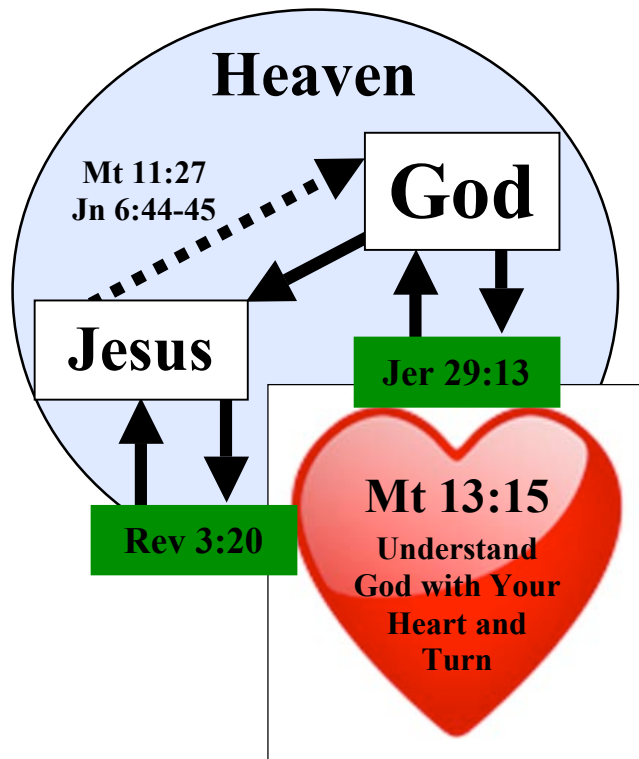 Heaven
Mt 11:27
Jn 6:44-45
God
Jesus
Jer 29:13
Rev 3:20
Mt 13:15
Understand
God with Your
Heart and
Turn